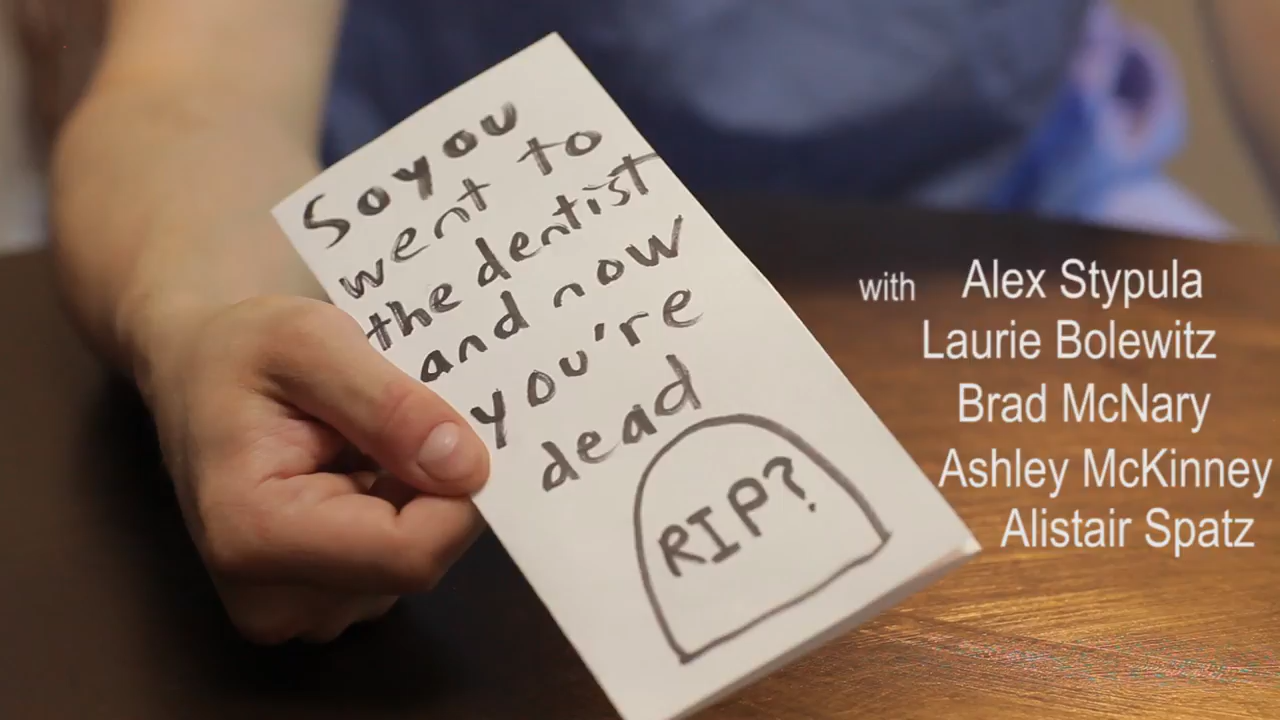 So you
went to
the dentist
and now
you're
dead
RIP?
with Alex Stypula
Laurie Bolewitz
Brad McNary
Ashley McKinney
Alistair Spatz